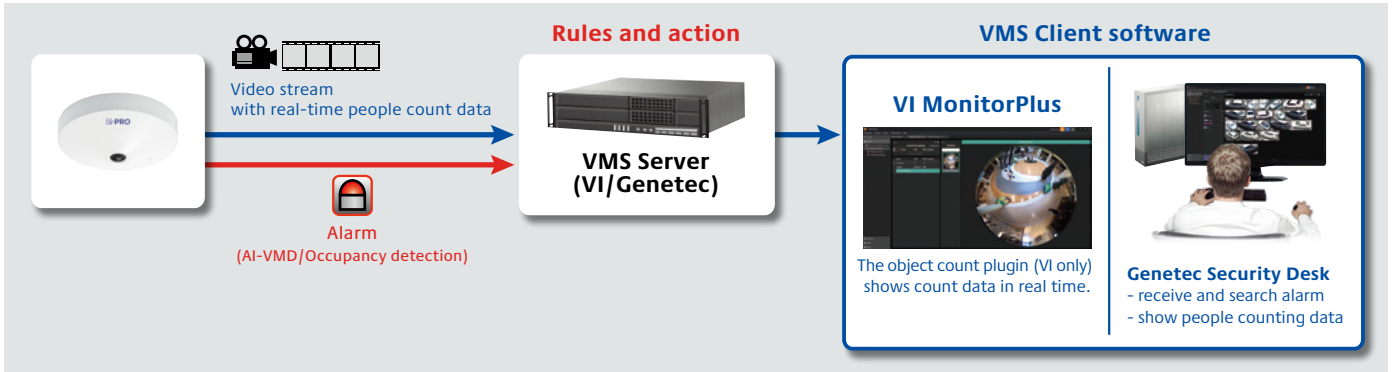 i-PRO
Video stream
with real-time people count data
Alarm
(AI-VMD/Occupancy detection)
Rules and action
VMS Server
(VI/Genetec)
VMS Client software
VI MonitorPlus
The object count plugin (VI only)
shows count data in real time.
Genetec Security Desk
- receive and search alarm
- show people counting data